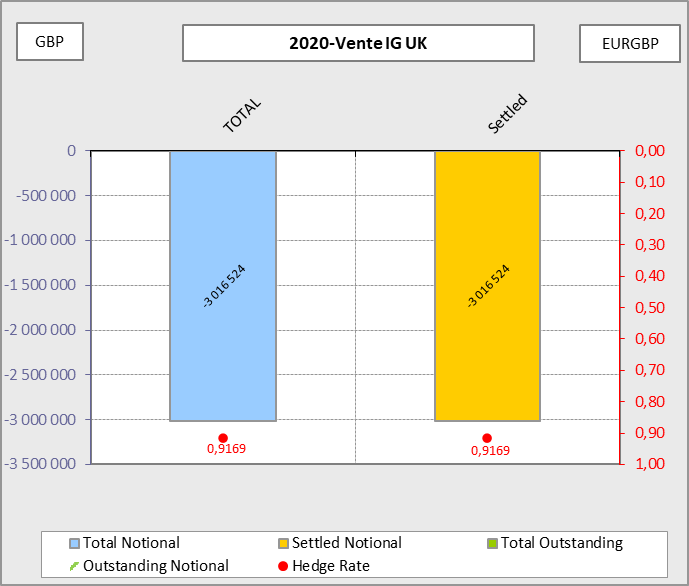 GBP
2020-Vente IG UK
EURGBP
TOTAL
Settled
0
-500 000
-1 000 000
-1 500 000
-2 000 000
-2 500 000
-3 000 000
-3 500 000
-3 016 524
-3 016 524
0,9169
0,9169
0,00
0,10
0,20
0,30
0,40
0,50
0,60
0,70
0,80
0,90
1,00
Total Notional
Settled Notional
Total Outstanding
Outstanding Notional
Hedge Rate